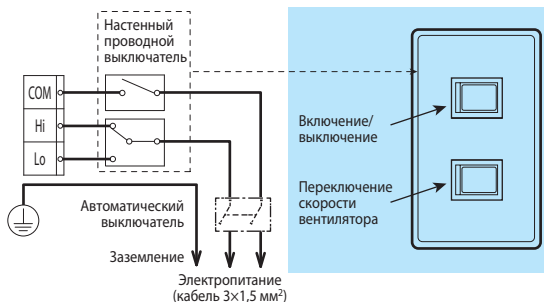 Настенный
проводной
выключатель
COM
Hi
Lo
Автоматический
выключатель
Заземление
Электропитание
(кабель 3×1,5 мм²)
Включение/
выключение
Переключение
скорости
вентилятора